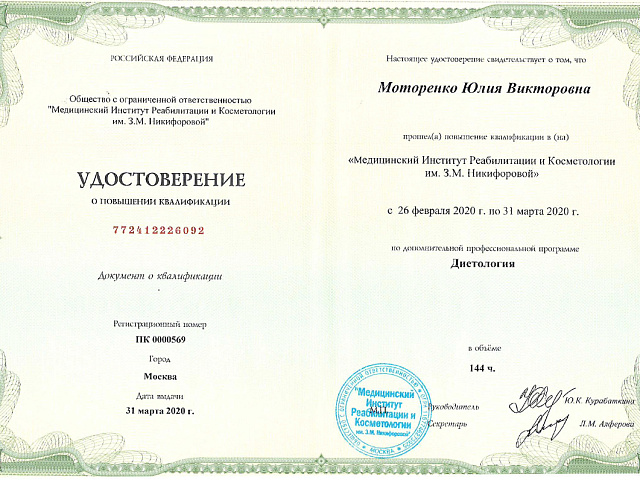 РОССИЙСКАЯ ФЕДЕРАЦИЯ
Общество с ограниченной ответственностью
"Медицинский Институт Реабилитации и Косметологии
им. З.М. Никифоровой"
УДОСТОВЕРЕНИЕ
О ПОВЫШЕНИИ КВАЛИФИКАЦИИ
772412226092
Документ о квалификации
Регистрационный номер
ПК 0000569
Город
Москва
Дата выдачи
31 марта 2020 г.
Настоящее удостоверение свидетельствует о том, что
Моторенко Юлия Викторовна
прошел(а) повышение квалификации в (на)
«Медицинский Институт Реабилитации и Косметологии
им. З.М. Никифоровой»
с 26 февраля 2020 г. по 31 марта 2020 г.
по дополнительной профессиональной программе
Диетология
в объёме
144 ч.
"Медицинский
Институт
Реабилитации и
Косметологии
им. З.М. Никифоровой"
МОСКВА
М.П.
Руководитель
Ю.К. Курабаткина
Секретарь
Л.М. Алферова